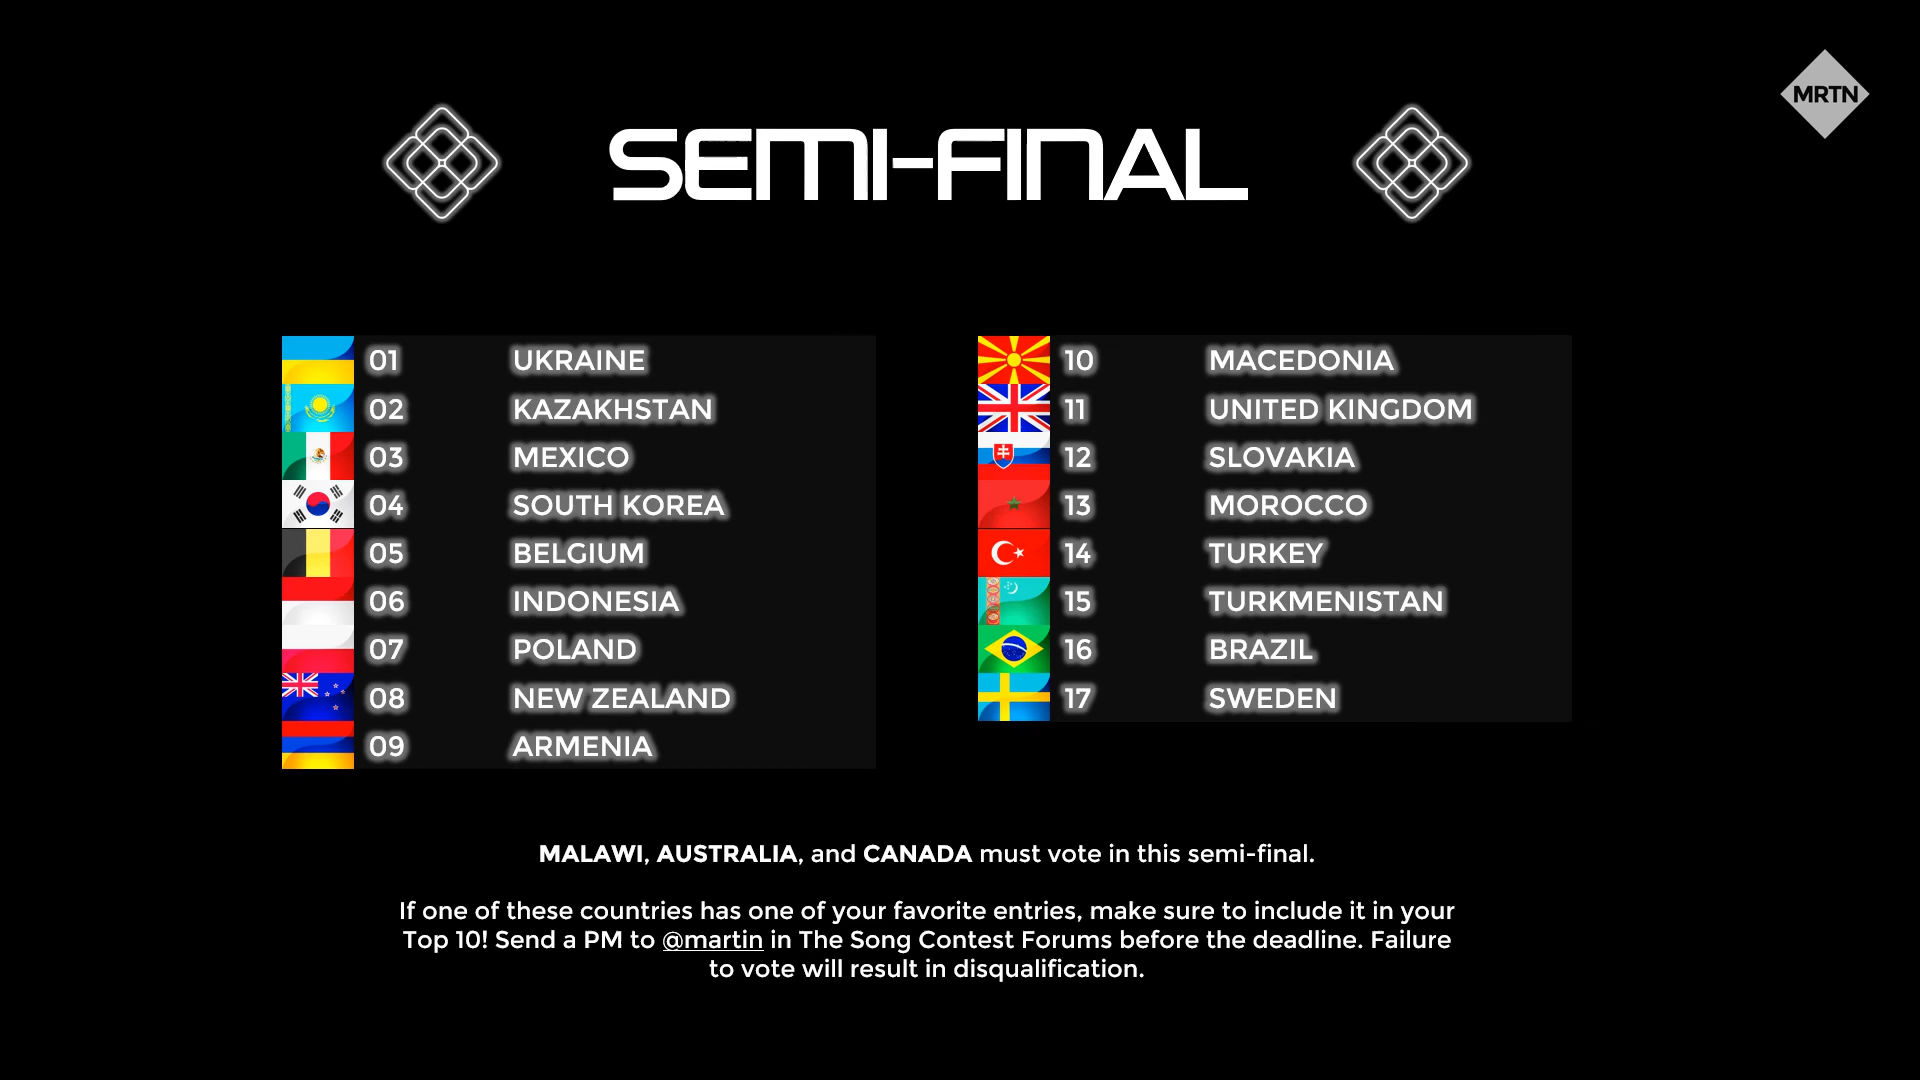 MRTN
SEMI-FINAL
01 UKRAINE
02 KAZAKHSTAN
03 MEXICO
04 SOUTH KOREA
05 BELGIUM
06 INDONESIA
07 POLAND
08 NEW ZEALAND
09 ARMENIA
10 MACEDONIA
11 UNITED KINGDOM
12 SLOVAKIA
13 MOROCCO
14 TURKEY
15 TURKMENISTAN
16 BRAZIL
17 SWEDEN
MALAWI, AUSTRALIA, and CANADA must vote in this semi-final.
If one of these countries has one of your favorite entries, make sure to include it in your
Top 10! Send a PM to @martin in The Song Contest Forums before the deadline. Failure
to vote will result in disqualification.